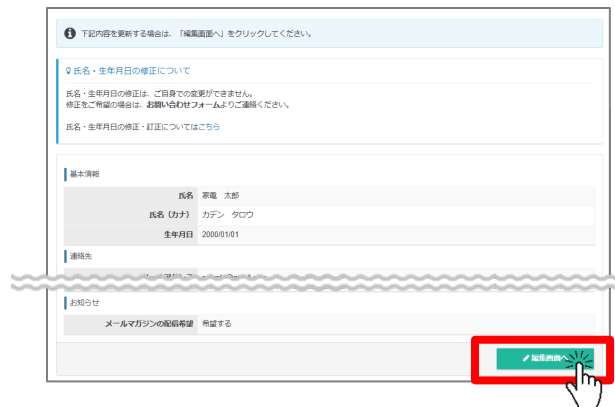 下記内容を更新する場合は、「編集画面へ」をクリックしてください。
氏名・生年月日の修正について
氏名・生年月日の修正は、ご自身での変更ができません。
修正をご希望の場合は、お問い合わせフォームよりご連絡ください。
氏名・生年月日の修正・訂正についてはこちら
基本情報
氏名 家電 太郎
氏名（カナ） カデン タロウ
生年月日 2000/01/01
連絡先
お知らせ
メールマガジンの配信希望 希望する
編集画面へ